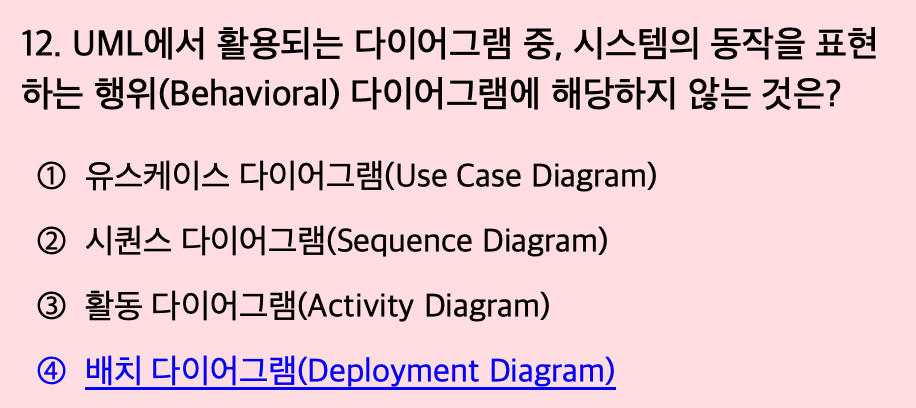 12. UML에서 활용되는 다이어그램 중, 시스템의 동작을 표현
하는 행위(Behavioral) 다이어그램에 해당하지 않는 것은?
① 유스케이스 다이어그램(Use Case Diagram)
② 시퀀스 다이어그램(Sequence Diagram)
③ 활동 다이어그램(Activity Diagram)
④ 배치 다이어그램(Deployment Diagram)